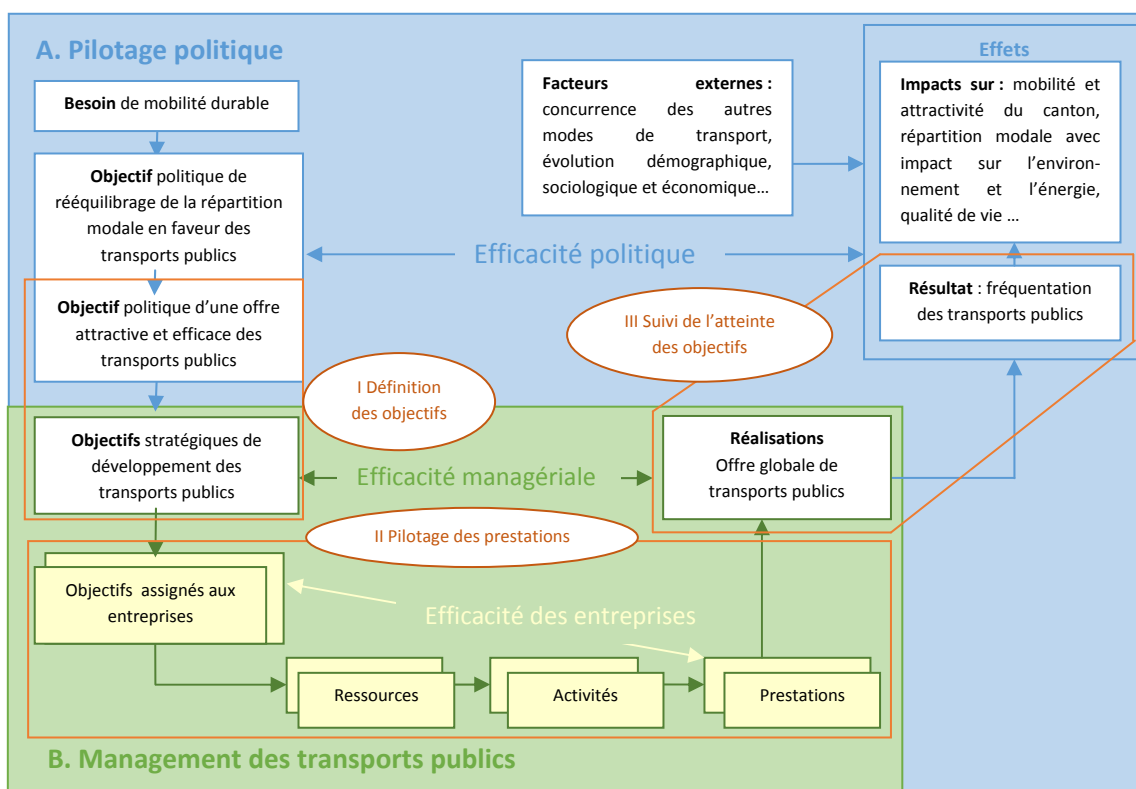 A. Pilotage politique
Besoin de mobilité durable
Objectif politique de
rééquilibrage de la répartition
modale en faveur des
transports publics
Objectif politique d’une offre
attractive et efficace des
transports publics
Facteurs externes :
concurrence des autres
modes de transport,
évolution démographique,
sociologique et économique…
Effets
Impacts sur : mobilité et
attractivité du canton,
répartition modale avec
impact sur l’environ-
nement et l’énergie,
qualité de vie …
Efficacité politique
Résultat : fréquentation
des transports publics
III Suivi de l’atteinte
des objectifs
I Définition
des objectifs
Objectifs stratégiques de
développement des
transports publics
Efficacité managériale
Réalisations
Offre globale de
transports publics
II Pilotage des prestations
Objectifs assignés aux
entreprises
Efficacité des entreprises
Ressources
Activités
Prestations
B. Management des transports publics